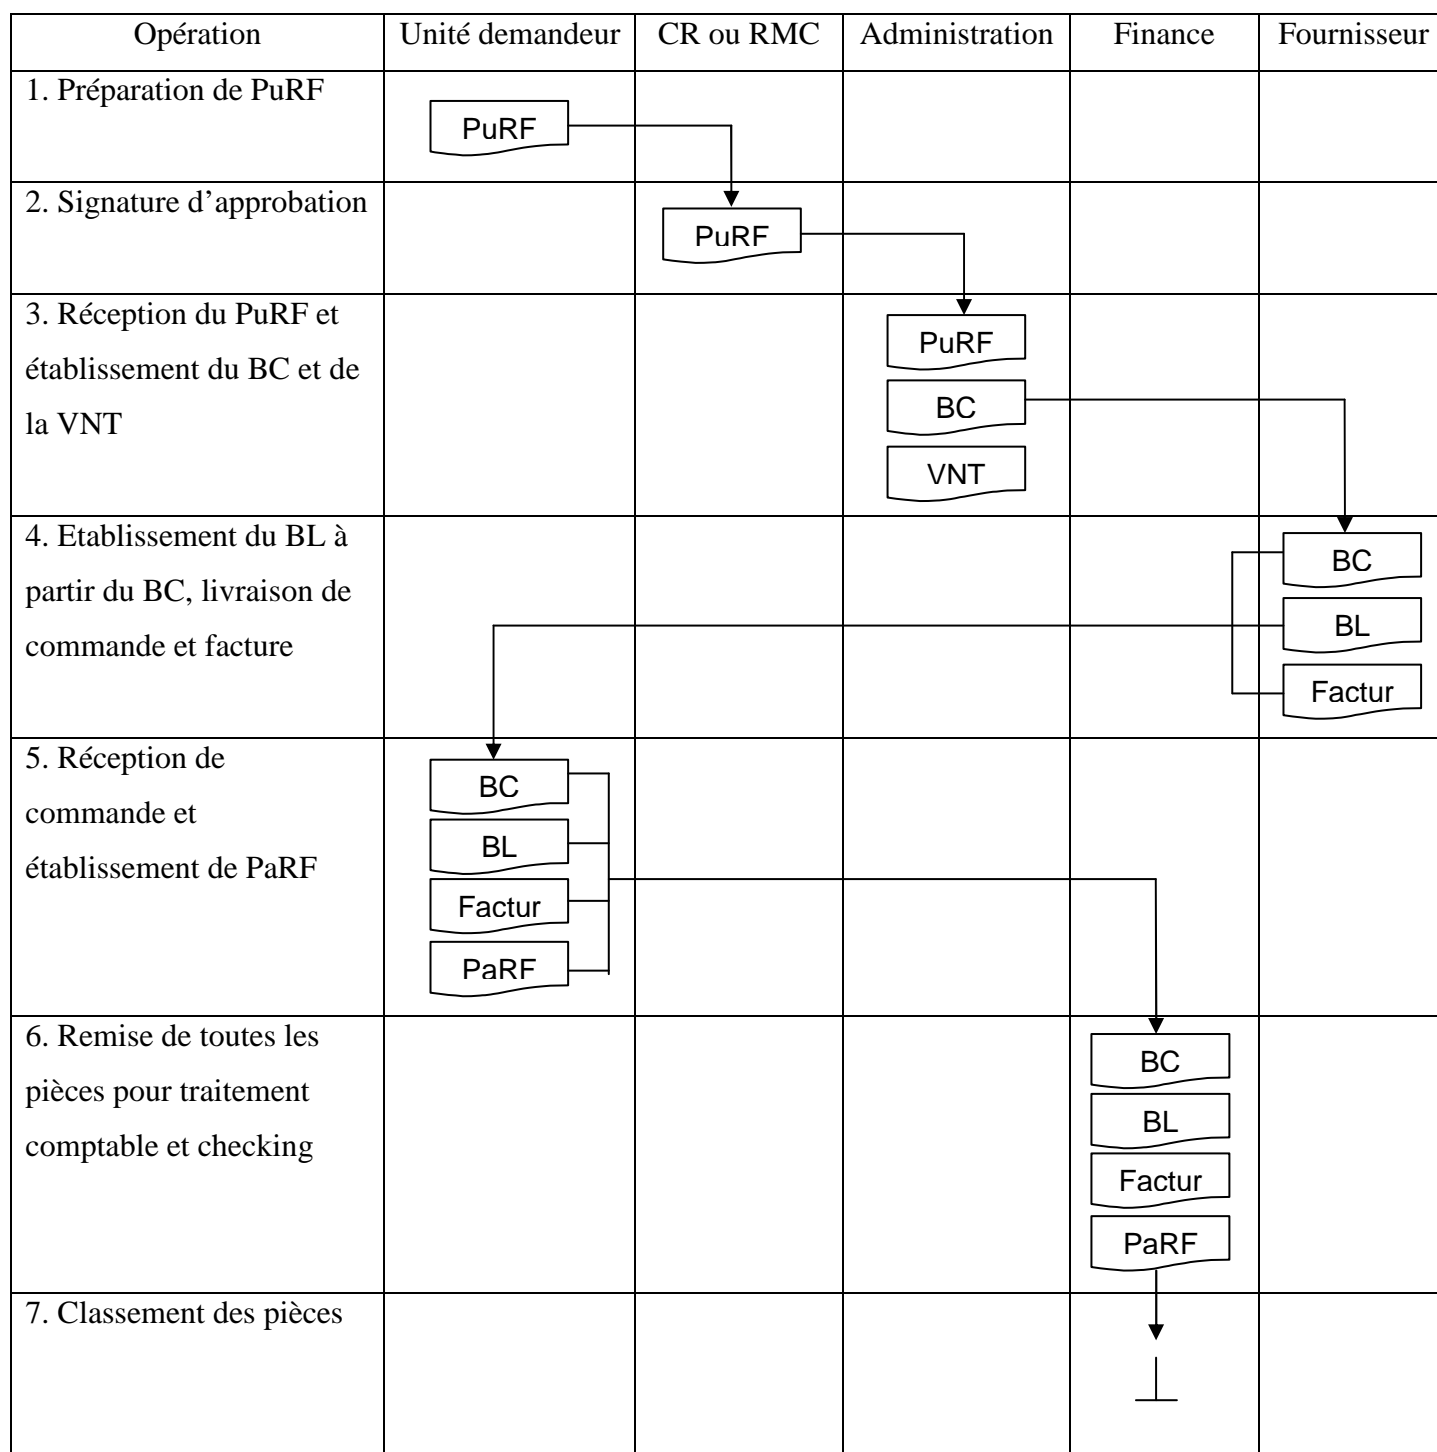 Opération Unité demandeur CR ou RMC Administration Finance Fournisseur
1. Préparation de PuRF
PuRF
2. Signature d’approbation
PuRF
3. Réception du PuRF et
établissement du BC et de
la VNT
PuRF
BC
VNT
4. Etablissement du BL à
partir du BC, livraison de
commande et facture
BC
BL
Factur
5. Réception de
commande et
établissement de PaRF
BC
BL
Factur
PaRF
6. Remise de toutes les
pièces pour traitement
comptable et checking
BC
BL
Factur
PaRF
7. Classement des pièces